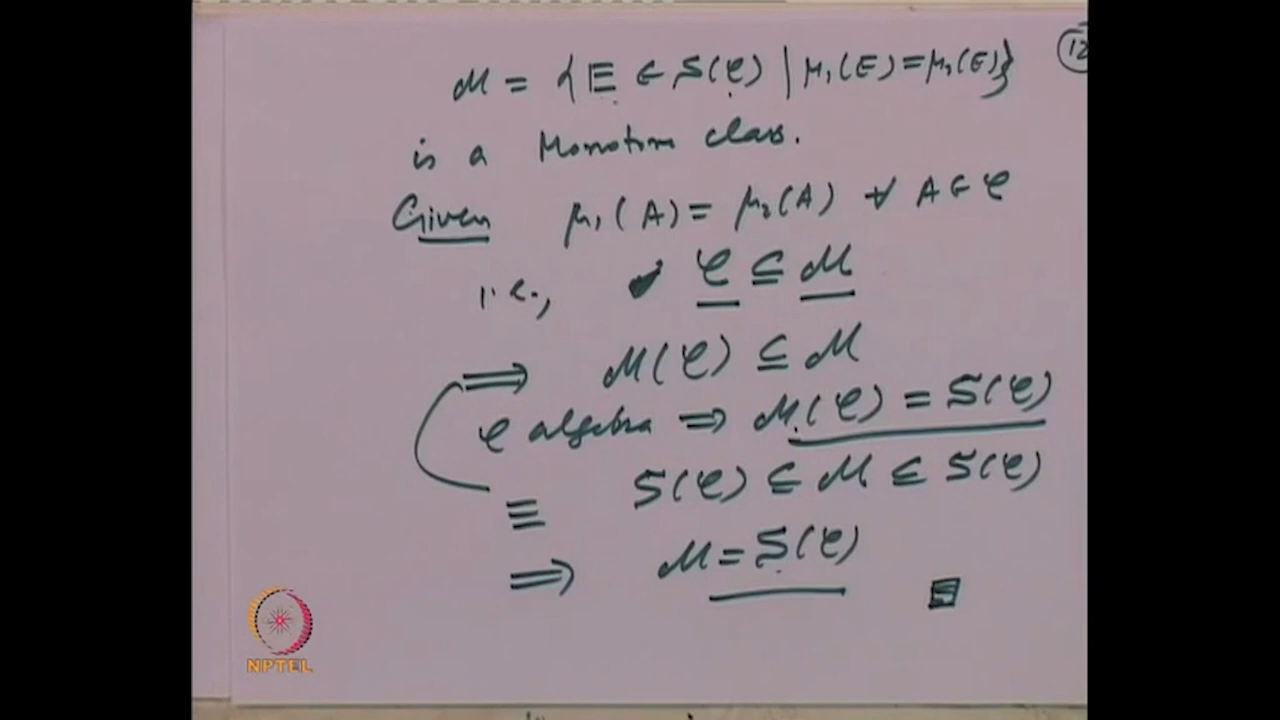 ℳ = {E ∈ S(𝒞) | μ₁(E) = μ₂(E)}
12
is a Monotone class.
Given μ₁(A) = μ₂(A) ∀ A ∈ 𝒞
i.e., 𝒞 ⊆ ℳ
⟹ ℳ(𝒞) ⊆ ℳ
𝒞 algebra ⟹ ℳ(𝒞) = S(𝒞)
≡ S(𝒞) ⊆ ℳ ⊆ S(𝒞)
⟹ ℳ = S(𝒞)
NPTEL